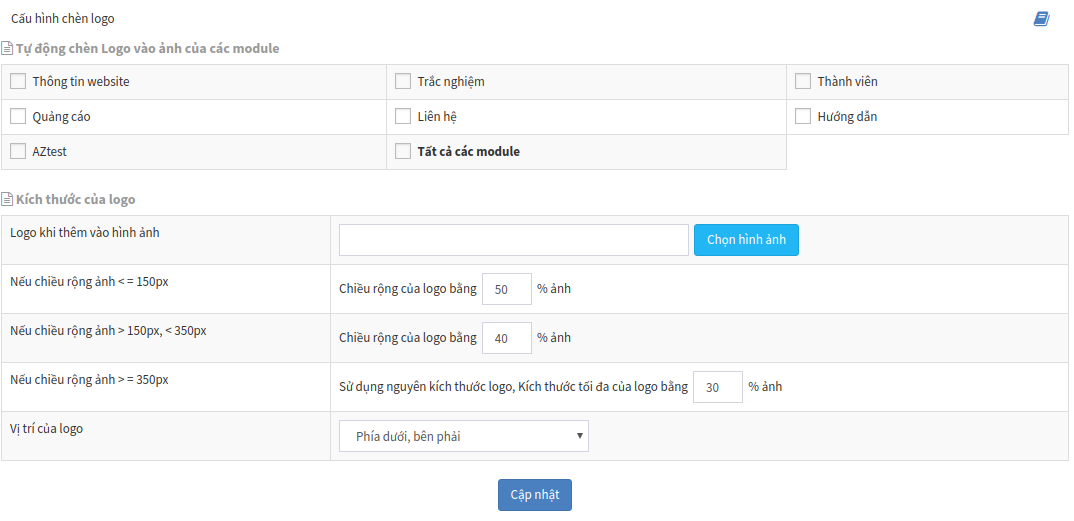 Cấu hình chèn logo
Tự động chèn Logo vào ảnh của các module
Thông tin website Trắc nghiệm Thành viên
Quảng cáo Liên hệ Hướng dẫn
AZtest Tất cả các module
Kích thước của logo
Logo khi thêm vào hình ảnh Chọn hình ảnh
Nếu chiều rộng ảnh < = 150px Chiều rộng của logo bằng 50 % ảnh
Nếu chiều rộng ảnh > 150px, < 350px Chiều rộng của logo bằng 40 % ảnh
Nếu chiều rộng ảnh > = 350px Sử dụng nguyên kích thước logo, Kích thước tối đa của logo bằng 30 % ảnh
Vị trí của logo Phía dưới, bên phải
Cập nhật